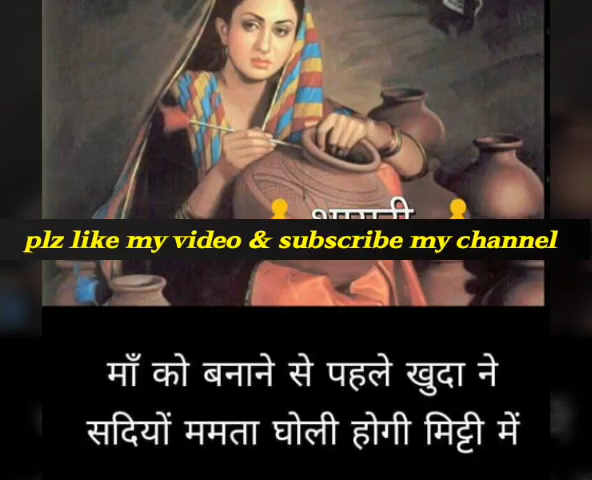 plz like my video & subscribe my channel
माँ को बनाने से पहले खुदा ने
सदियों ममता घोली होगी मिट्टी में